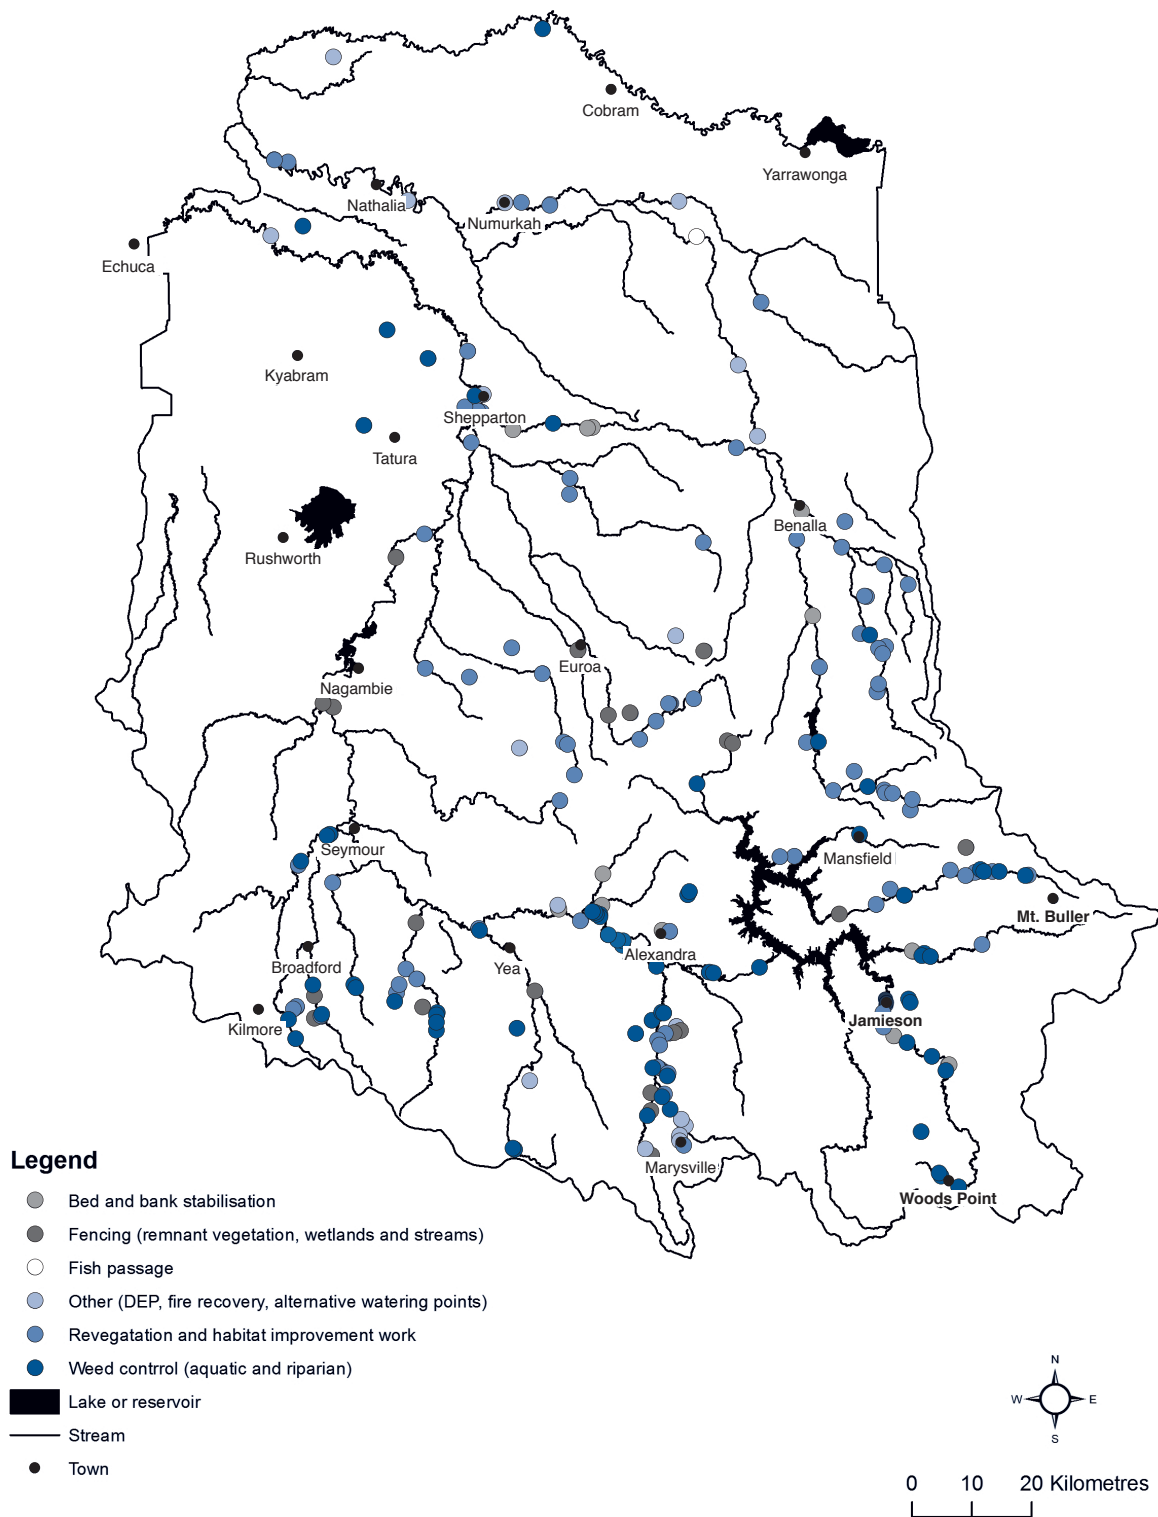 Cobram
Yarrawonga
Nathalia
Numurkah
Echuca
Kyabram
Shepparton
Tatura
Benalla
Rushworth
Euroa
Nagambie
Seymour
Mansfield
Mt. Buller
Alexandra
Yea
Broadford
Kilmore
Jamieson
Marysville
Woods Point
Legend
Bed and bank stabilisation
Fencing (remnant vegetation, wetlands and streams)
Fish passage
Other (DEP, fire recovery, alternative watering points)
Revegatation and habitat improvement work
Weed contrrol (aquatic and riparian)
Lake or reservoir
Stream
Town
N
W E
S
0 10 20 Kilometres